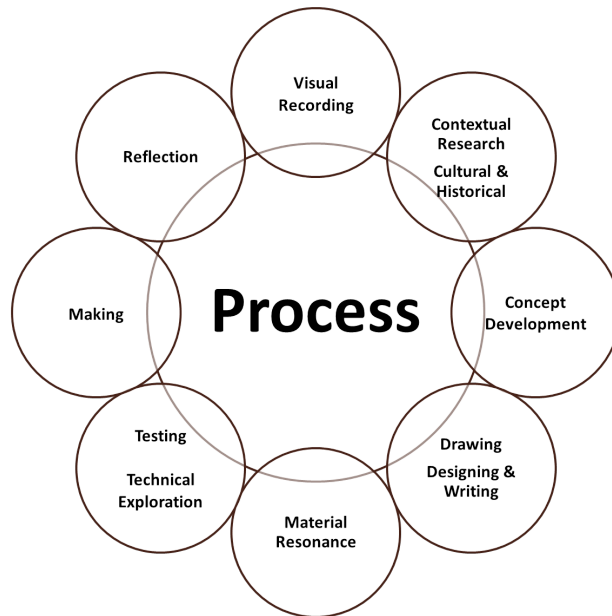 Visual
Recording
Contextual
Research
Cultural &
Historical
Concept
Development
Drawing
Designing &
Writing
Material
Resonance
Testing
Technical
Exploration
Making
Reflection
Process